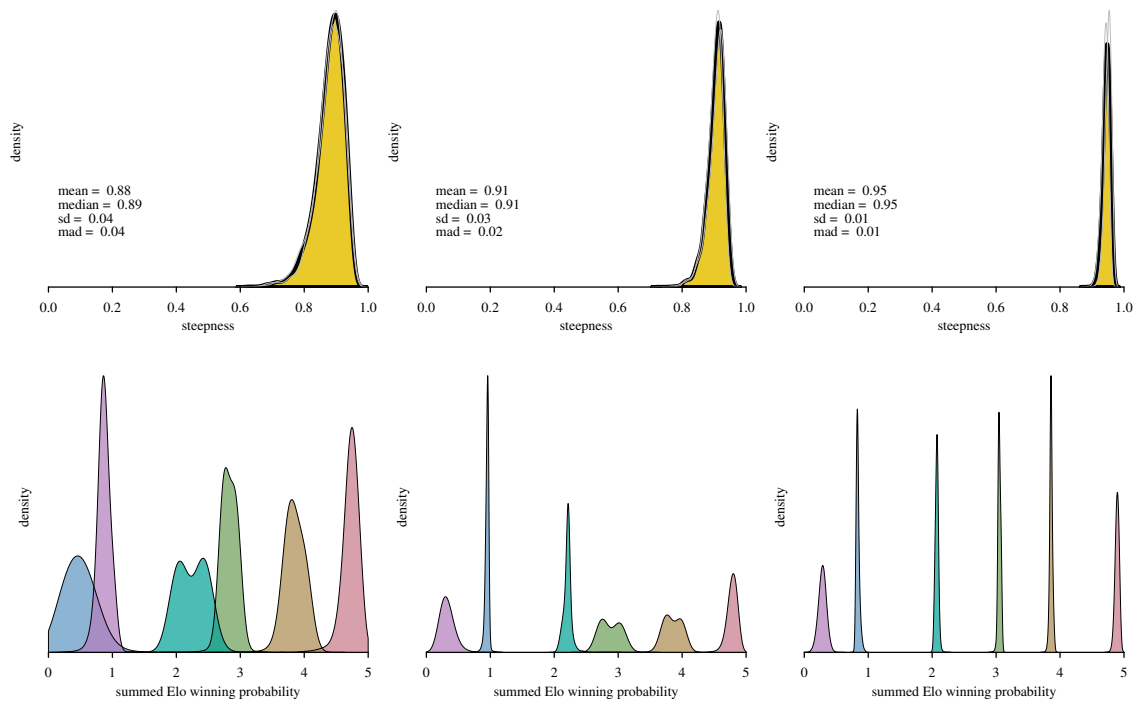 density
mean = 0.88
median = 0.89
sd = 0.04
mad = 0.04
0.0 0.2 0.4 0.6 0.8 1.0
steepness
density
mean = 0.91
median = 0.91
sd = 0.03
mad = 0.02
0.0 0.2 0.4 0.6 0.8 1.0
steepness
density
mean = 0.95
median = 0.95
sd = 0.01
mad = 0.01
0.0 0.2 0.4 0.6 0.8 1.0
steepness
density
0 1 2 3 4 5
summed Elo winning probability
density
0 1 2 3 4 5
summed Elo winning probability
density
0 1 2 3 4 5
summed Elo winning probability